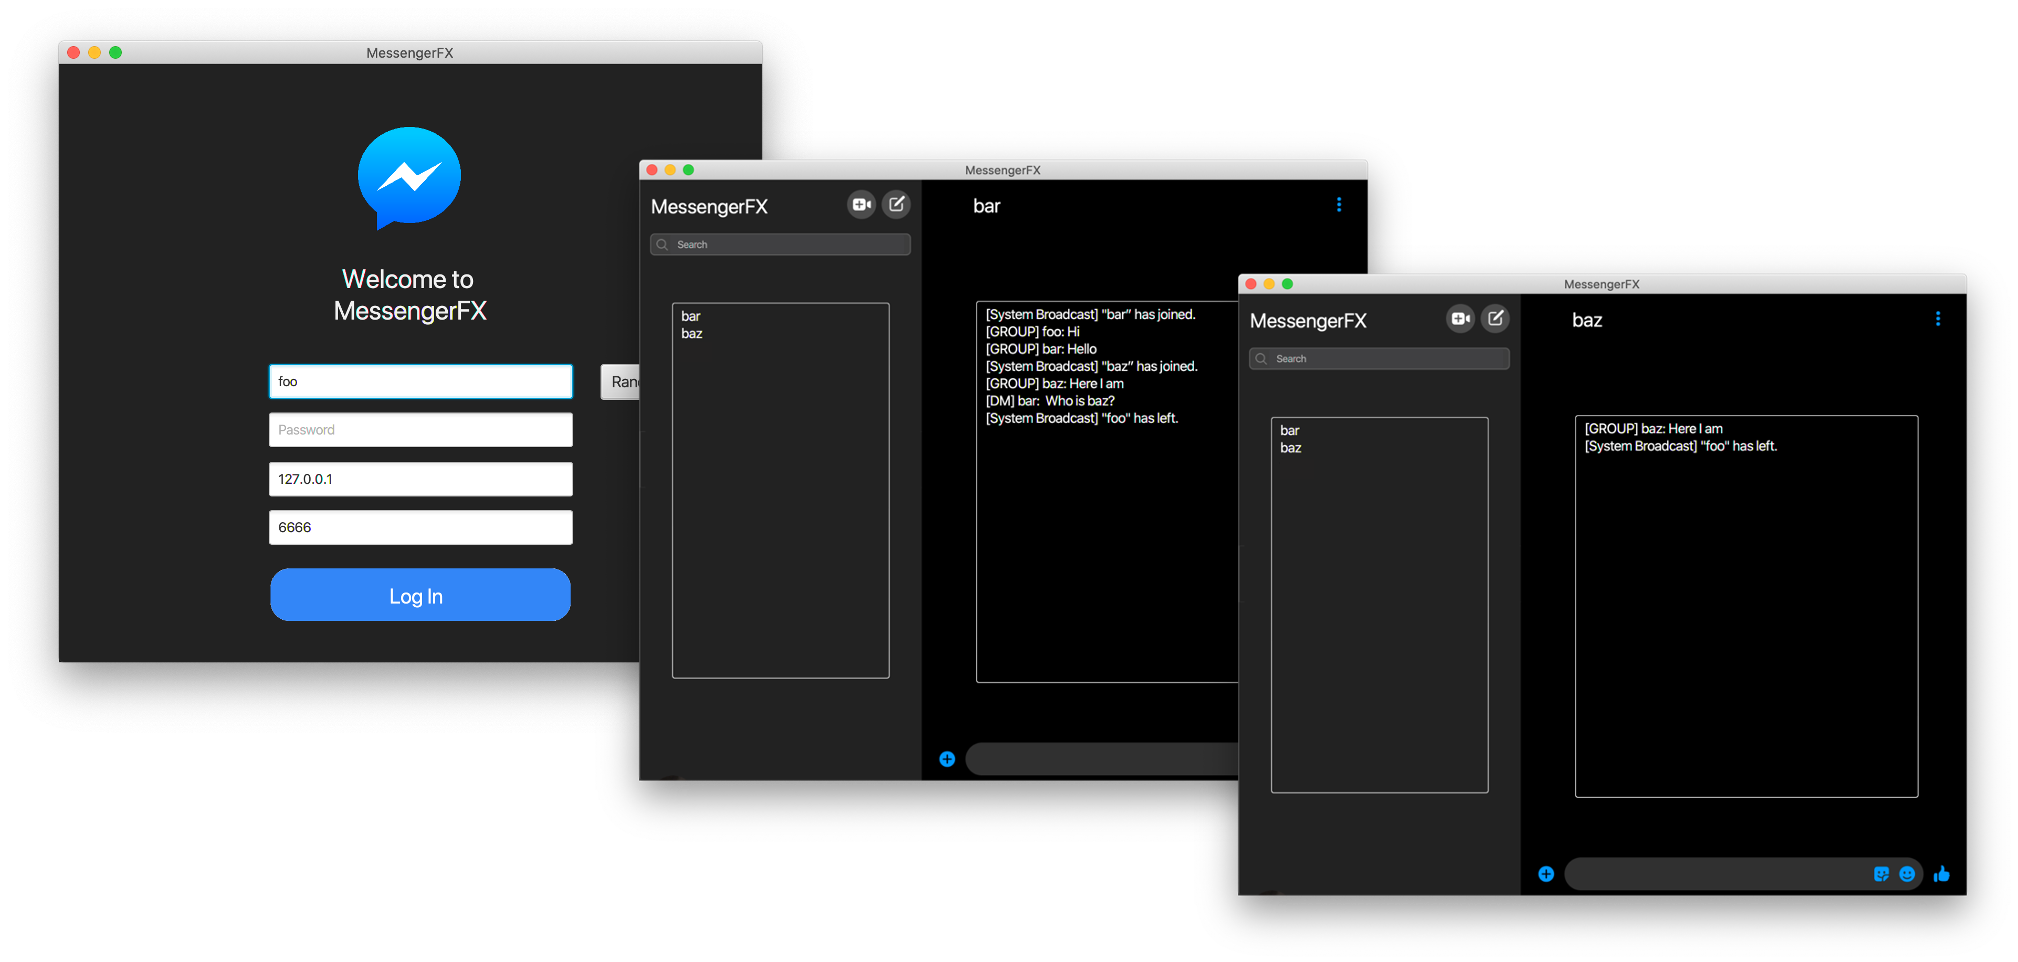 MessengerFX
Welcome to
MessengerFX
foo
Password
127.0.0.1
6666
Log In
MessengerFX
MessengerFX
Search
bar
baz
bar
[System Broadcast] "bar" has joined.
[GROUP] foo: Hi
[GROUP] bar: Hello
[System Broadcast] "baz" has joined.
[GROUP] baz: Here I am
[DM] bar:  Who is baz?
[System Broadcast] "foo" has left.
MessengerFX
MessengerFX
Search
bar
baz
baz
[GROUP] baz: Here I am
[System Broadcast] "foo" has left.